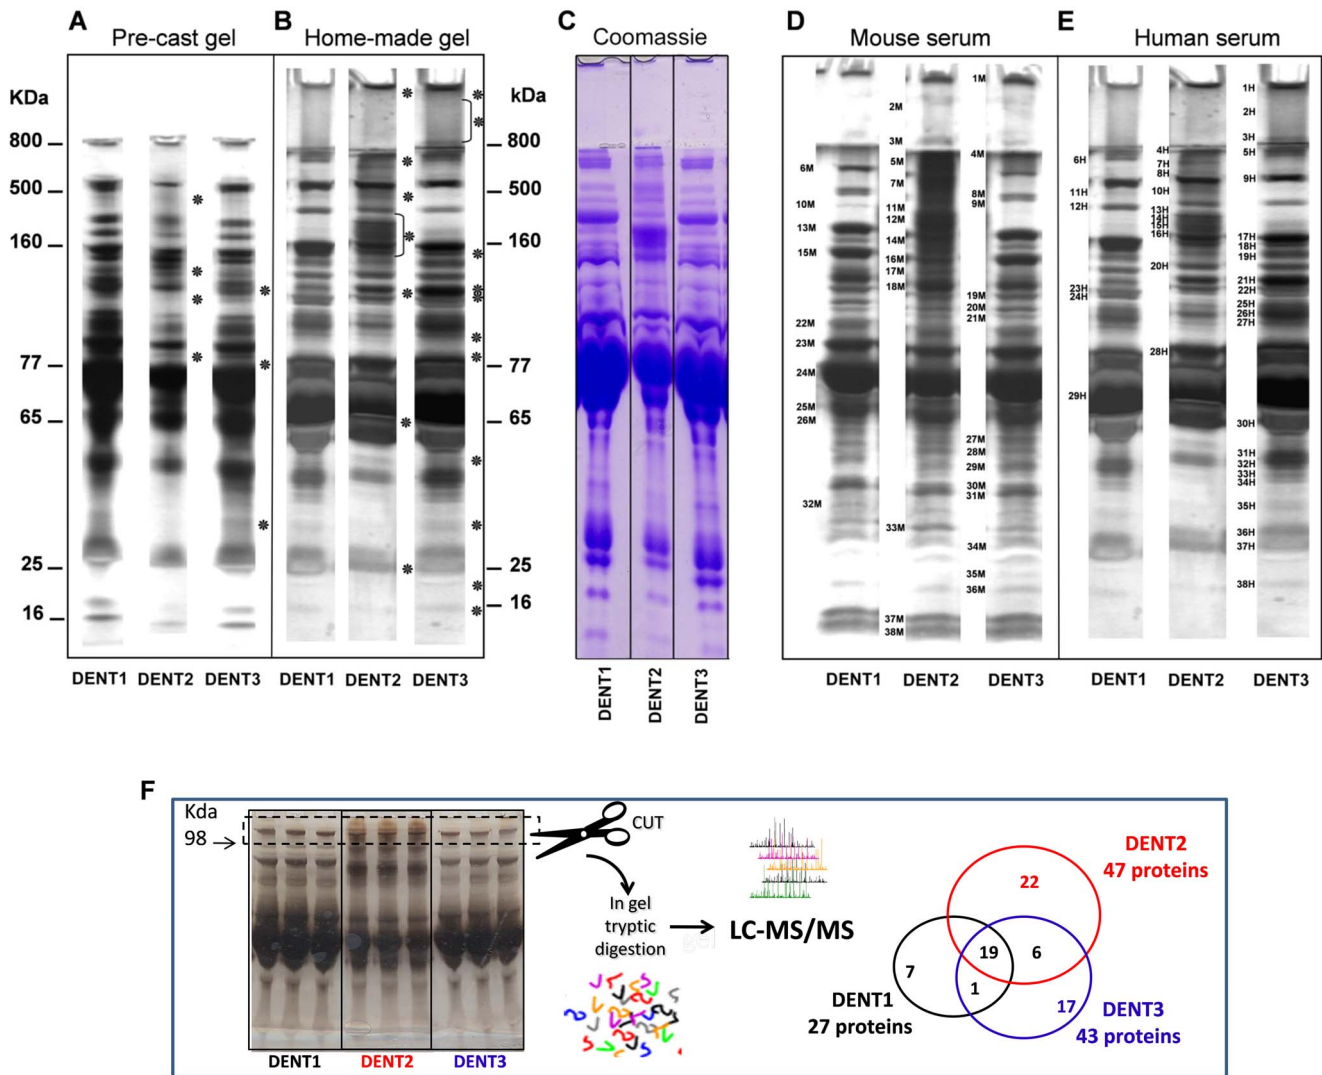 A
Pre-cast gel
KDa
800
500
160
77
65
25
16
DENT1 DENT2 DENT3
B
Home-made gel
kDa
800
500
160
77
65
25
16
DENT1 DENT2 DENT3
C
Coomassie
DENT1
DENT2
DENT3
D
Mouse serum
1M
2M
3M
4M
5M
6M
7M
8M
9M
10M
11M
12M
13M
14M
15M
16M
17M
18M
19M
20M
21M
22M
23M
24M
25M
26M
27M
28M
29M
30M
31M
32M
33M
34M
35M
36M
37M
38M
DENT1 DENT2 DENT3
E
Human serum
1H
2H
3H
4H
5H
6H
7H
8H
9H
10H
11H
12H
13H
14H
15H
16H
17H
18H
19H
20H
21H
22H
23H
24H
25H
26H
27H
28H
29H
30H
31H
32H
33H
34H
35H
36H
37H
38H
DENT1 DENT2 DENT3
F
Kda
98
DENT1 DENT2 DENT3
CUT
In gel
tryptic
digestion
LC-MS/MS
DENT2
47 proteins
22
19
6
7
1
17
DENT1
27 proteins
DENT3
43 proteins